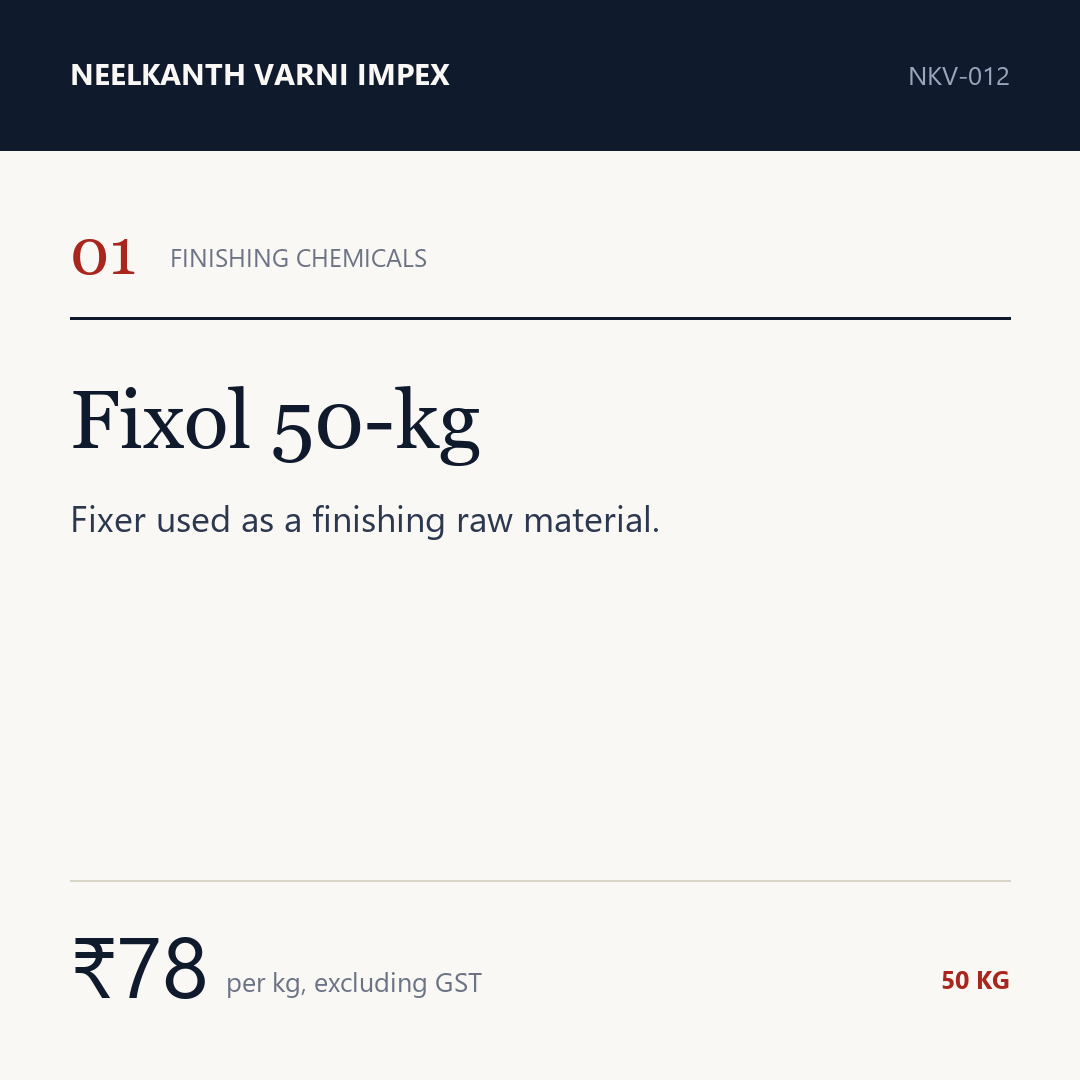 NEELKANTH VARNI IMPEX
NKV-012
01
FINISHING CHEMICALS
Fixol 50-kg
Fixer used as a finishing raw material.
₹78 per kg, excluding GST
50 KG